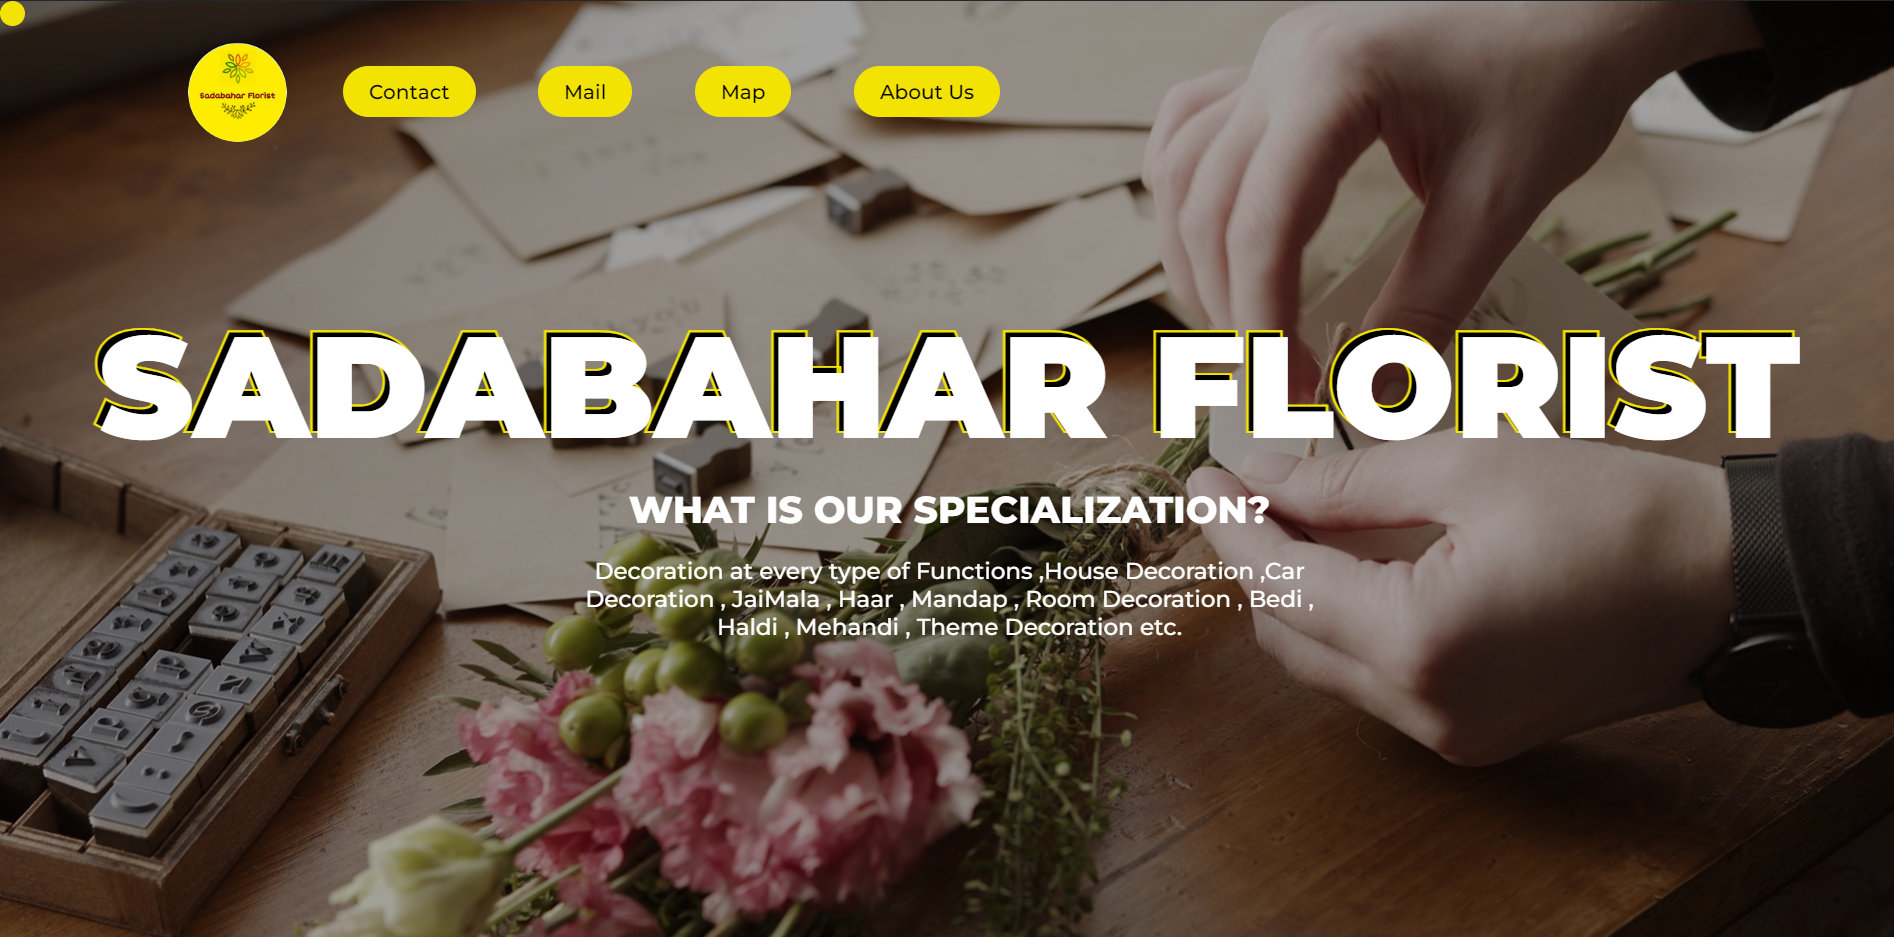 Sadabahar Florist
Contact
Mail
Map
About Us
SADABAHAR FLORIST
WHAT IS OUR SPECIALIZATION?
Decoration at every type of Functions ,House Decoration ,Car
Decoration , JaiMala , Haar , Mandap , Room Decoration , Bedi ,
Haldi , Mehandi , Theme Decoration etc.